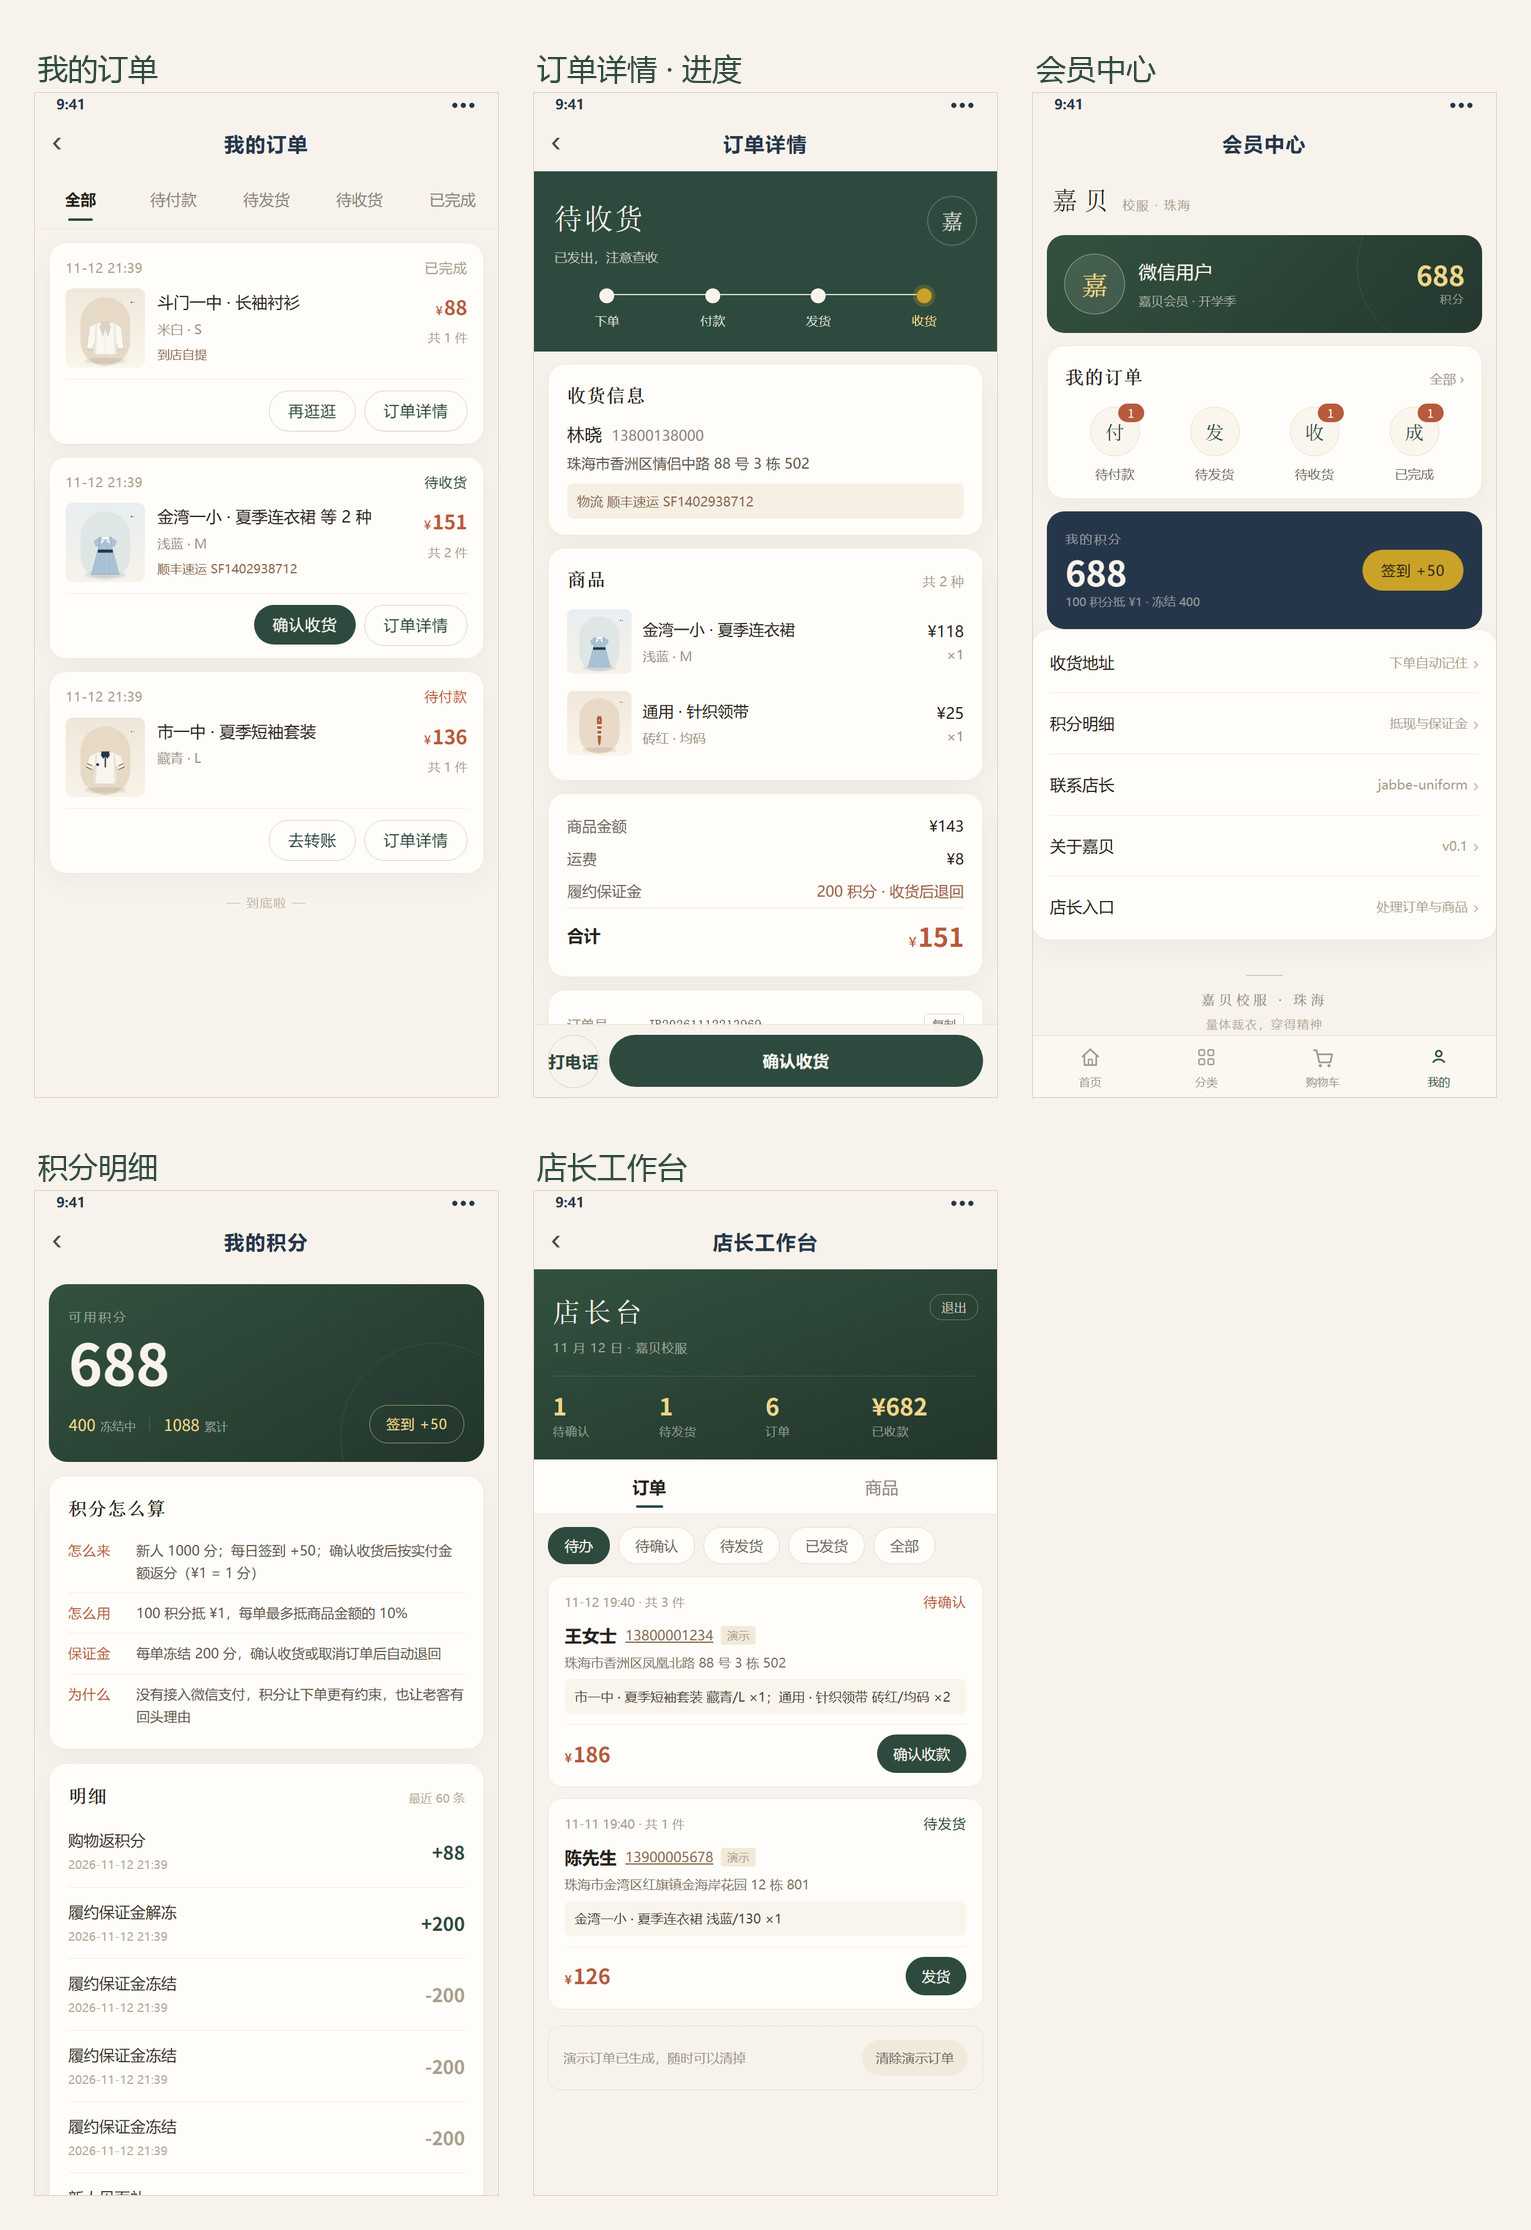 我的订单
9:41
我的订单
全部 待付款 待发货 待收货 已完成
11-12 21:39 已完成
斗门一中 · 长袖衬衫 ¥88
米白 · S 共 1 件
到店自提
再逛逛 订单详情
11-12 21:39 待收货
金湾一小 · 夏季连衣裙 等 2 种 ¥151
浅蓝 · M 共 2 件
顺丰速运 SF1402938712
确认收货 订单详情
11-12 21:39 待付款
市一中 · 夏季短袖套装 ¥136
藏青 · L 共 1 件
去转账 订单详情
— 到底啦 —
订单详情 · 进度
9:41
订单详情
待收货 嘉
已发出，注意查收
下单 付款 发货 收货
收货信息
林晓 13800138000
珠海市香洲区情侣中路 88 号 3 栋 502
物流 顺丰速运 SF1402938712
商品 共 2 种
金湾一小 · 夏季连衣裙 ¥118
浅蓝 · M ×1
通用 · 针织领带 ¥25
砖红 · 均码 ×1
商品金额 ¥143
运费 ¥8
履约保证金 200 积分 · 收货后退回
合计 ¥151
打电话 确认收货
会员中心
9:41
会员中心
嘉贝 校服 · 珠海
嘉 微信用户 688
嘉贝会员 · 开学季 积分
我的订单 全部 ›
付 1 发 收 1 成 1
待付款 待发货 待收货 已完成
我的积分
688 签到 +50
100 积分抵 ¥1 · 冻结 400
收货地址 下单自动记住 ›
积分明细 抵现与保证金 ›
联系店长 jabbe-uniform ›
关于嘉贝 v0.1 ›
店长入口 处理订单与商品 ›
嘉贝校服 · 珠海
量体裁衣，穿得精神
首页 分类 购物车 我的
积分明细
9:41
我的积分
可用积分
688
400 冻结中 1088 累计 签到 +50
积分怎么算
怎么来 新人 1000 分；每日签到 +50；确认收货后按实付金
额返分（¥1 = 1 分）
怎么用 100 积分抵 ¥1，每单最多抵商品金额的 10%
保证金 每单冻结 200 分，确认收货或取消订单后自动退回
为什么 没有接入微信支付，积分让下单更有约束，也让老客有
回头理由
明细 最近 60 条
购物返积分 +88
2026-11-12 21:39
履约保证金解冻 +200
2026-11-12 21:39
履约保证金冻结 -200
2026-11-12 21:39
履约保证金冻结 -200
2026-11-12 21:39
履约保证金冻结 -200
2026-11-12 21:39
店长工作台
9:41
店长工作台
店长台 退出
11 月 12 日 · 嘉贝校服
1 1 6 ¥682
待确认 待发货 订单 已收款
订单 商品
待办 待确认 待发货 已发货 全部
11-12 19:40 · 共 3 件 待确认
王女士 13800001234 演示
珠海市香洲区凤凰北路 88 号 3 栋 502
市一中 · 夏季短袖套装 藏青/L ×1；通用 · 针织领带 砖红/均码 ×2
¥186 确认收款
11-11 19:40 · 共 1 件 待发货
陈先生 13900005678 演示
珠海市金湾区红旗镇金海岸花园 12 栋 801
金湾一小 · 夏季连衣裙 浅蓝/130 ×1
¥126 发货
演示订单已生成，随时可以清掉 清除演示订单